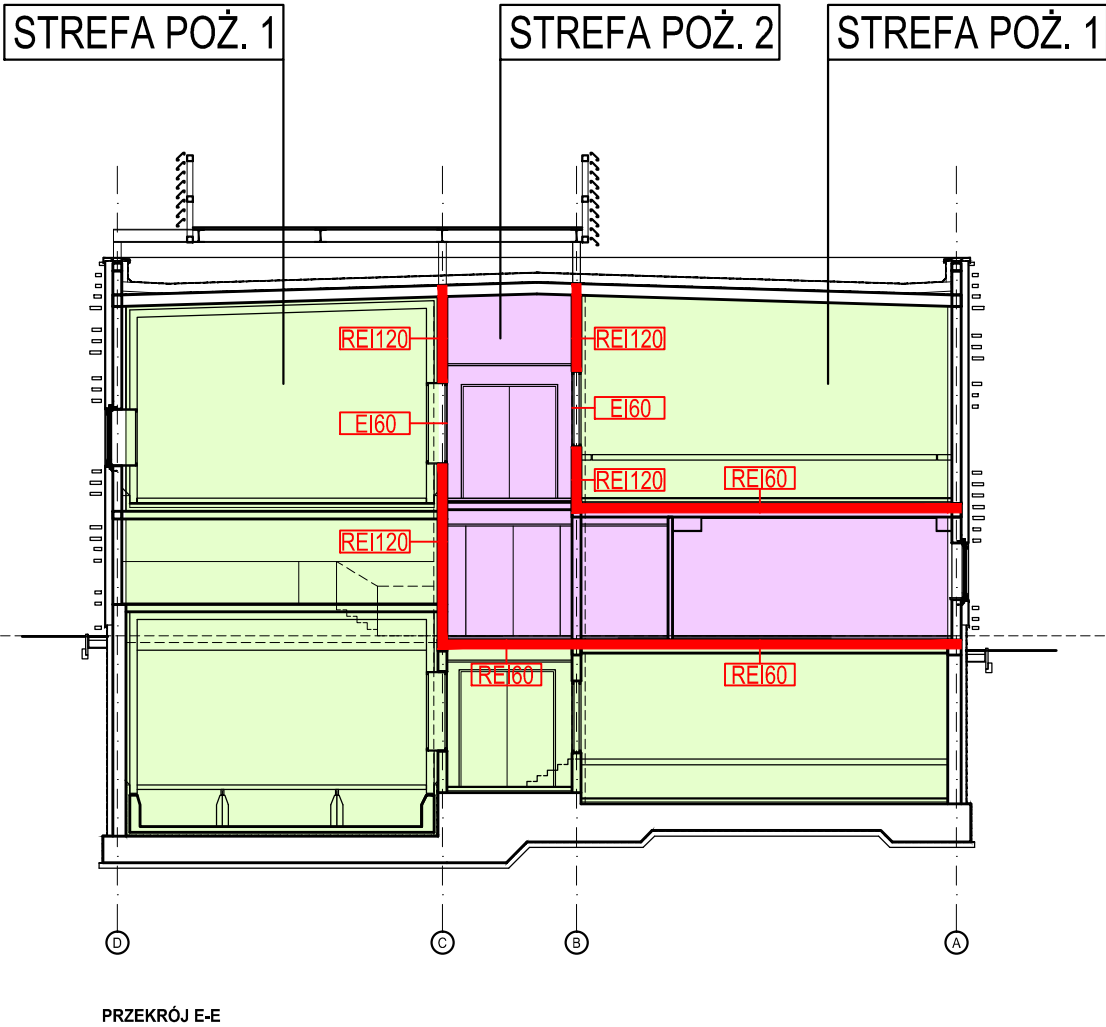 STREFA POŻ. 1
STREFA POŻ. 2
STREFA POŻ. 1
REI120
REI120
EI60
EI60
REI120
REI60
REI120
REI60
REI60
D
C
B
A
PRZEKRÓJ E-E